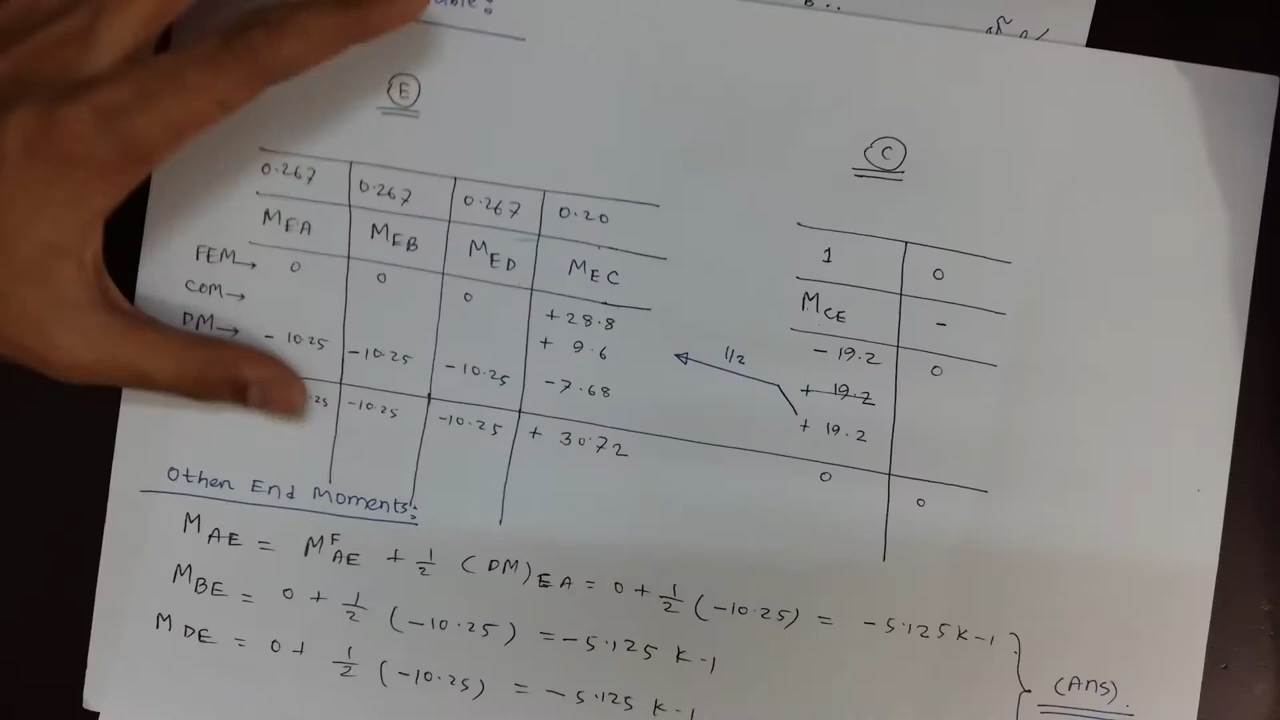 E
C
0.267 0.267 0.267 0.20
MEA MEB MED MEC
FEM→ 0 0 0 +28.8
COM→ + 9.6
DM→ -10.25 -10.25 -10.25 -7.68
.25 -10.25 -10.25 + 30.72
1 0
MCE -
- 19.2 0
+ 19.2
+ 19.2
1/2
0 0
Other End Moments:
MAE = M^F AE + 1/2 (DM)EA = 0 + 1/2 (-10.25) = -5.125 K-1
MBE = 0 + 1/2 (-10.25) = -5.125 K-1
MDE = 0 + 1/2 (-10.25) = -5.125 K-1
(Ans).